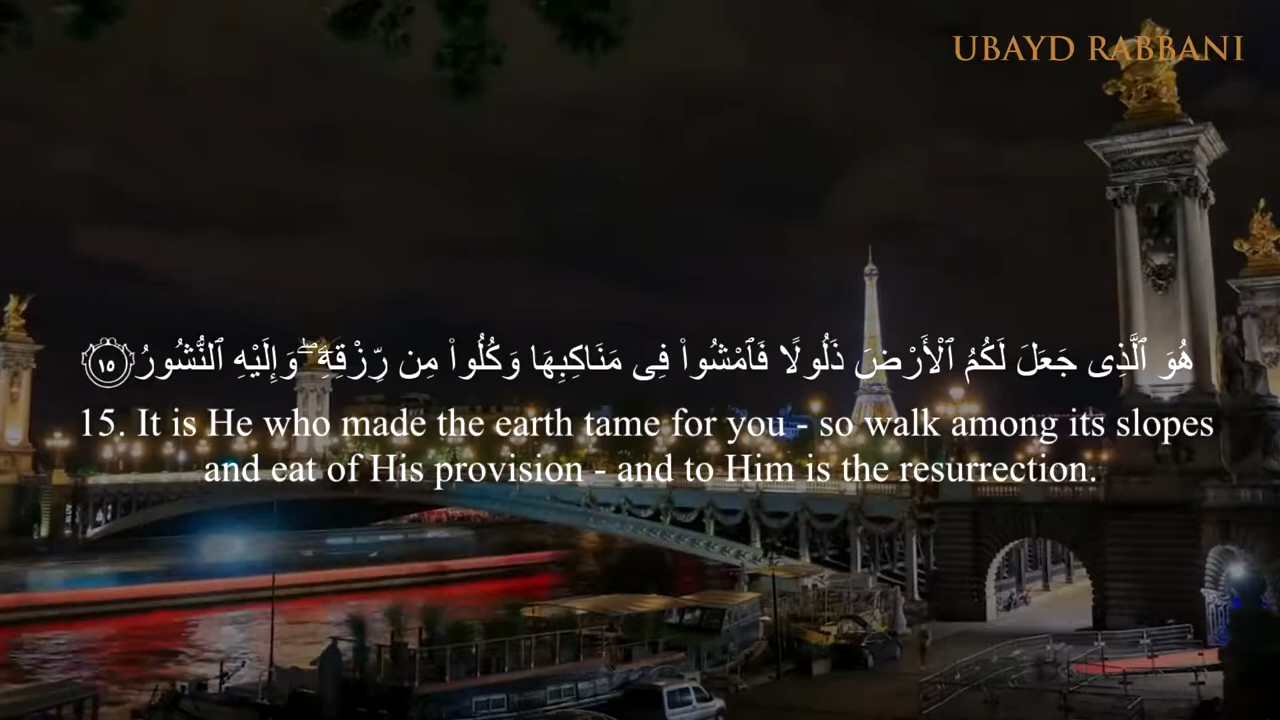 UBAYD RABBANI
هُوَ ٱلَّذِى جَعَلَ لَكُمُ ٱلْأَرْضَ ذَلُولًا فَٱمْشُوا۟ فِى مَنَاكِبِهَا وَكُلُوا۟ مِن رِّزْقِهِۦ ۖ وَإِلَيْهِ ٱلنُّشُورُ ١٥
15. It is He who made the earth tame for you - so walk among its slopes
and eat of His provision - and to Him is the resurrection.